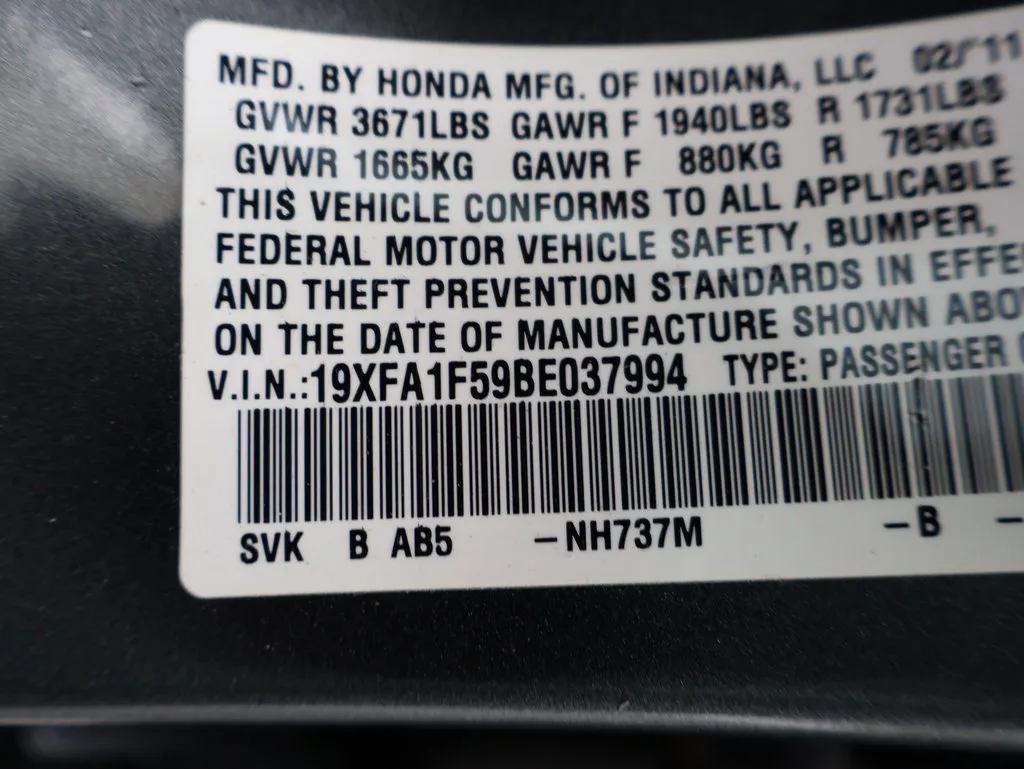 MFD. BY HONDA MFG. OF INDIANA, LLC 02/11
GVWR 3671LBS GAWR F 1940LBS R 1731LBS
GVWR 1665KG GAWR F 880KG R 785KG
THIS VEHICLE CONFORMS TO ALL APPLICABLE
FEDERAL MOTOR VEHICLE SAFETY, BUMPER,
AND THEFT PREVENTION STANDARDS IN EFFE
ON THE DATE OF MANUFACTURE SHOWN ABO
V.I.N.:19XFA1F59BE037994 TYPE: PASSENGER
SVK B AB5 -NH737M -B -